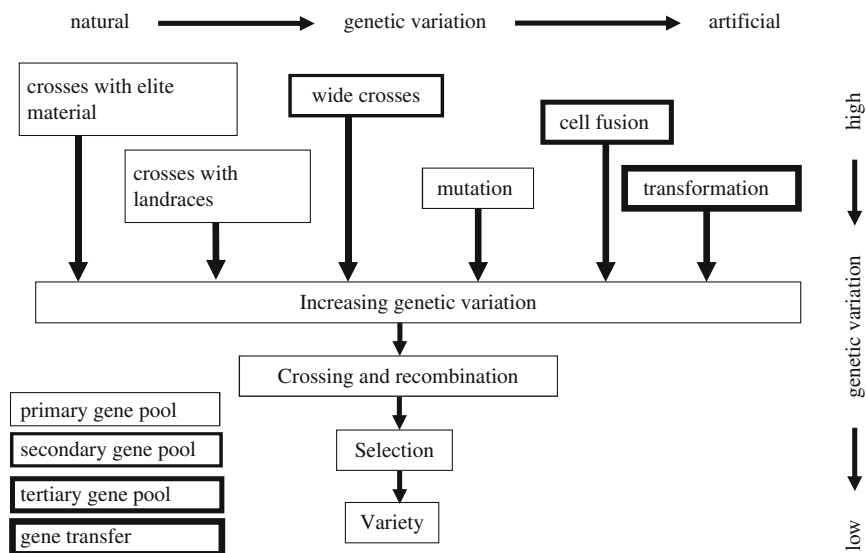 natural genetic variation artificial
crosses with elite
material
wide crosses
cell fusion
crosses with
landraces
mutation
transformation
Increasing genetic variation
Crossing and recombination
Selection
Variety
primary gene pool
secondary gene pool
tertiary gene pool
gene transfer
high
genetic variation
low